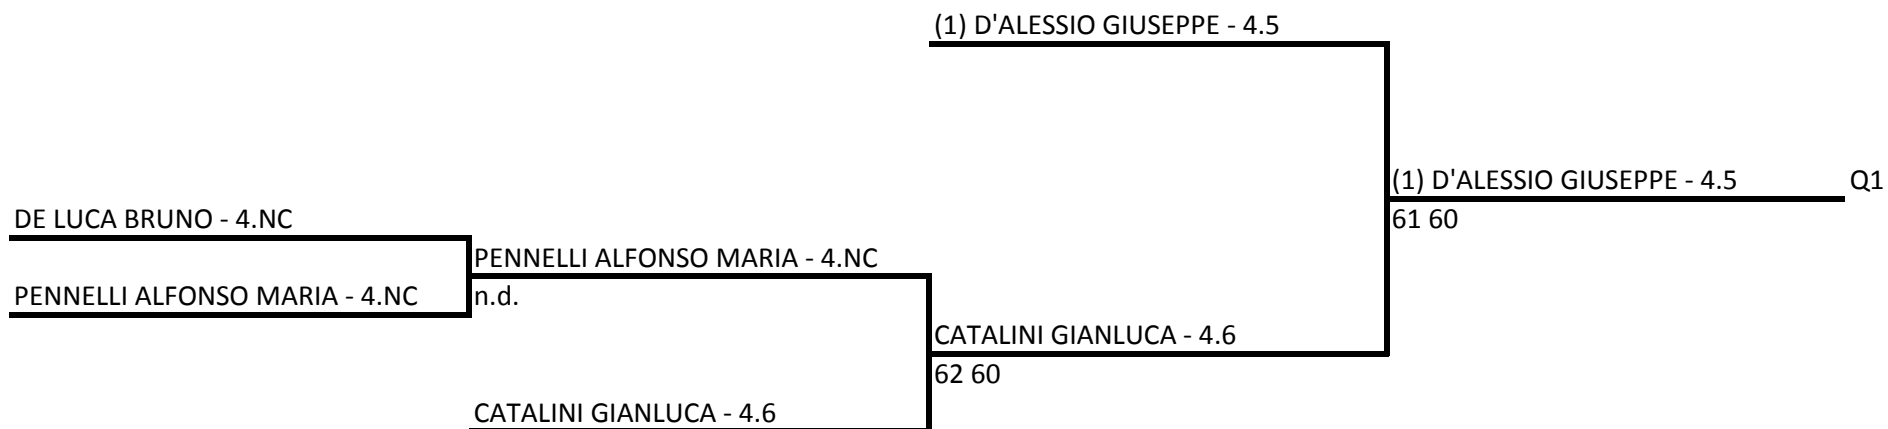 (1) D'ALESSIO GIUSEPPE - 4.5
(1) D'ALESSIO GIUSEPPE - 4.5 Q1
DE LUCA BRUNO - 4.NC
61 60
PENNELLI ALFONSO MARIA - 4.NC
PENNELLI ALFONSO MARIA - 4.NC
n.d.
CATALINI GIANLUCA - 4.6
62 60
CATALINI GIANLUCA - 4.6